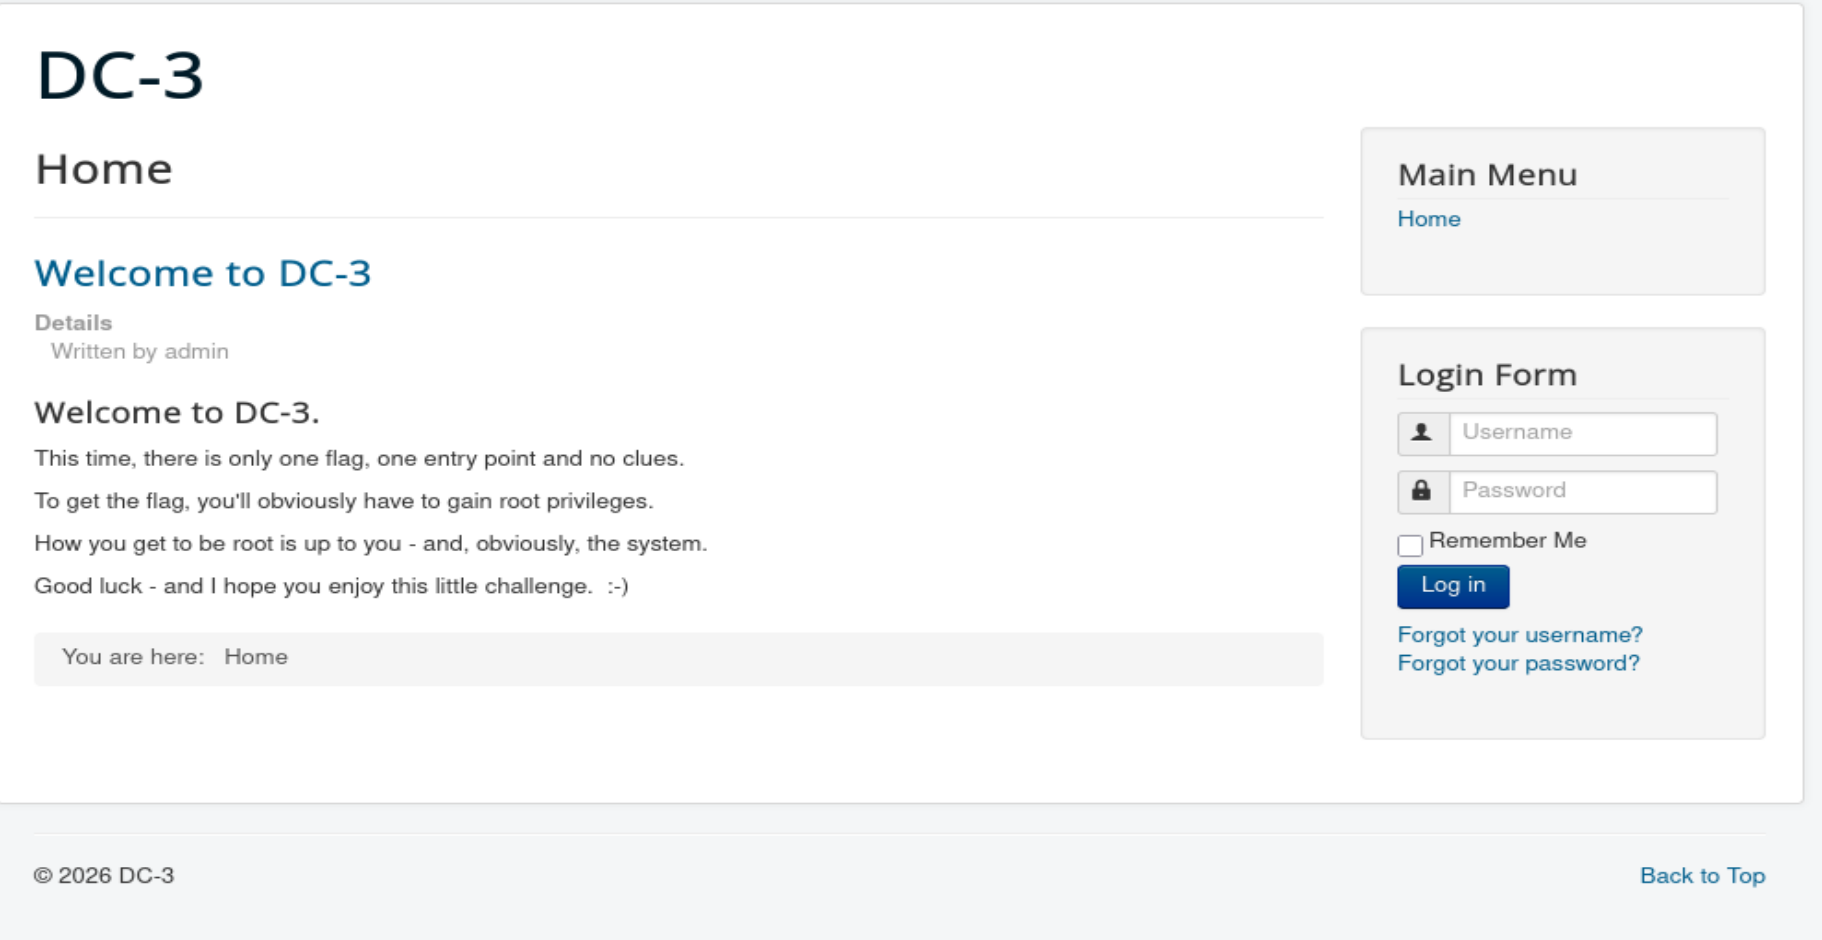 DC-3
Home
Welcome to DC-3
Details
Written by admin
Welcome to DC-3.
This time, there is only one flag, one entry point and no clues.
To get the flag, you'll obviously have to gain root privileges.
How you get to be root is up to you - and, obviously, the system.
Good luck - and I hope you enjoy this little challenge.  :-)
You are here: Home
Main Menu
Home
Login Form
Username
Password
Remember Me
Log in
Forgot your username?
Forgot your password?
© 2026 DC-3
Back to Top